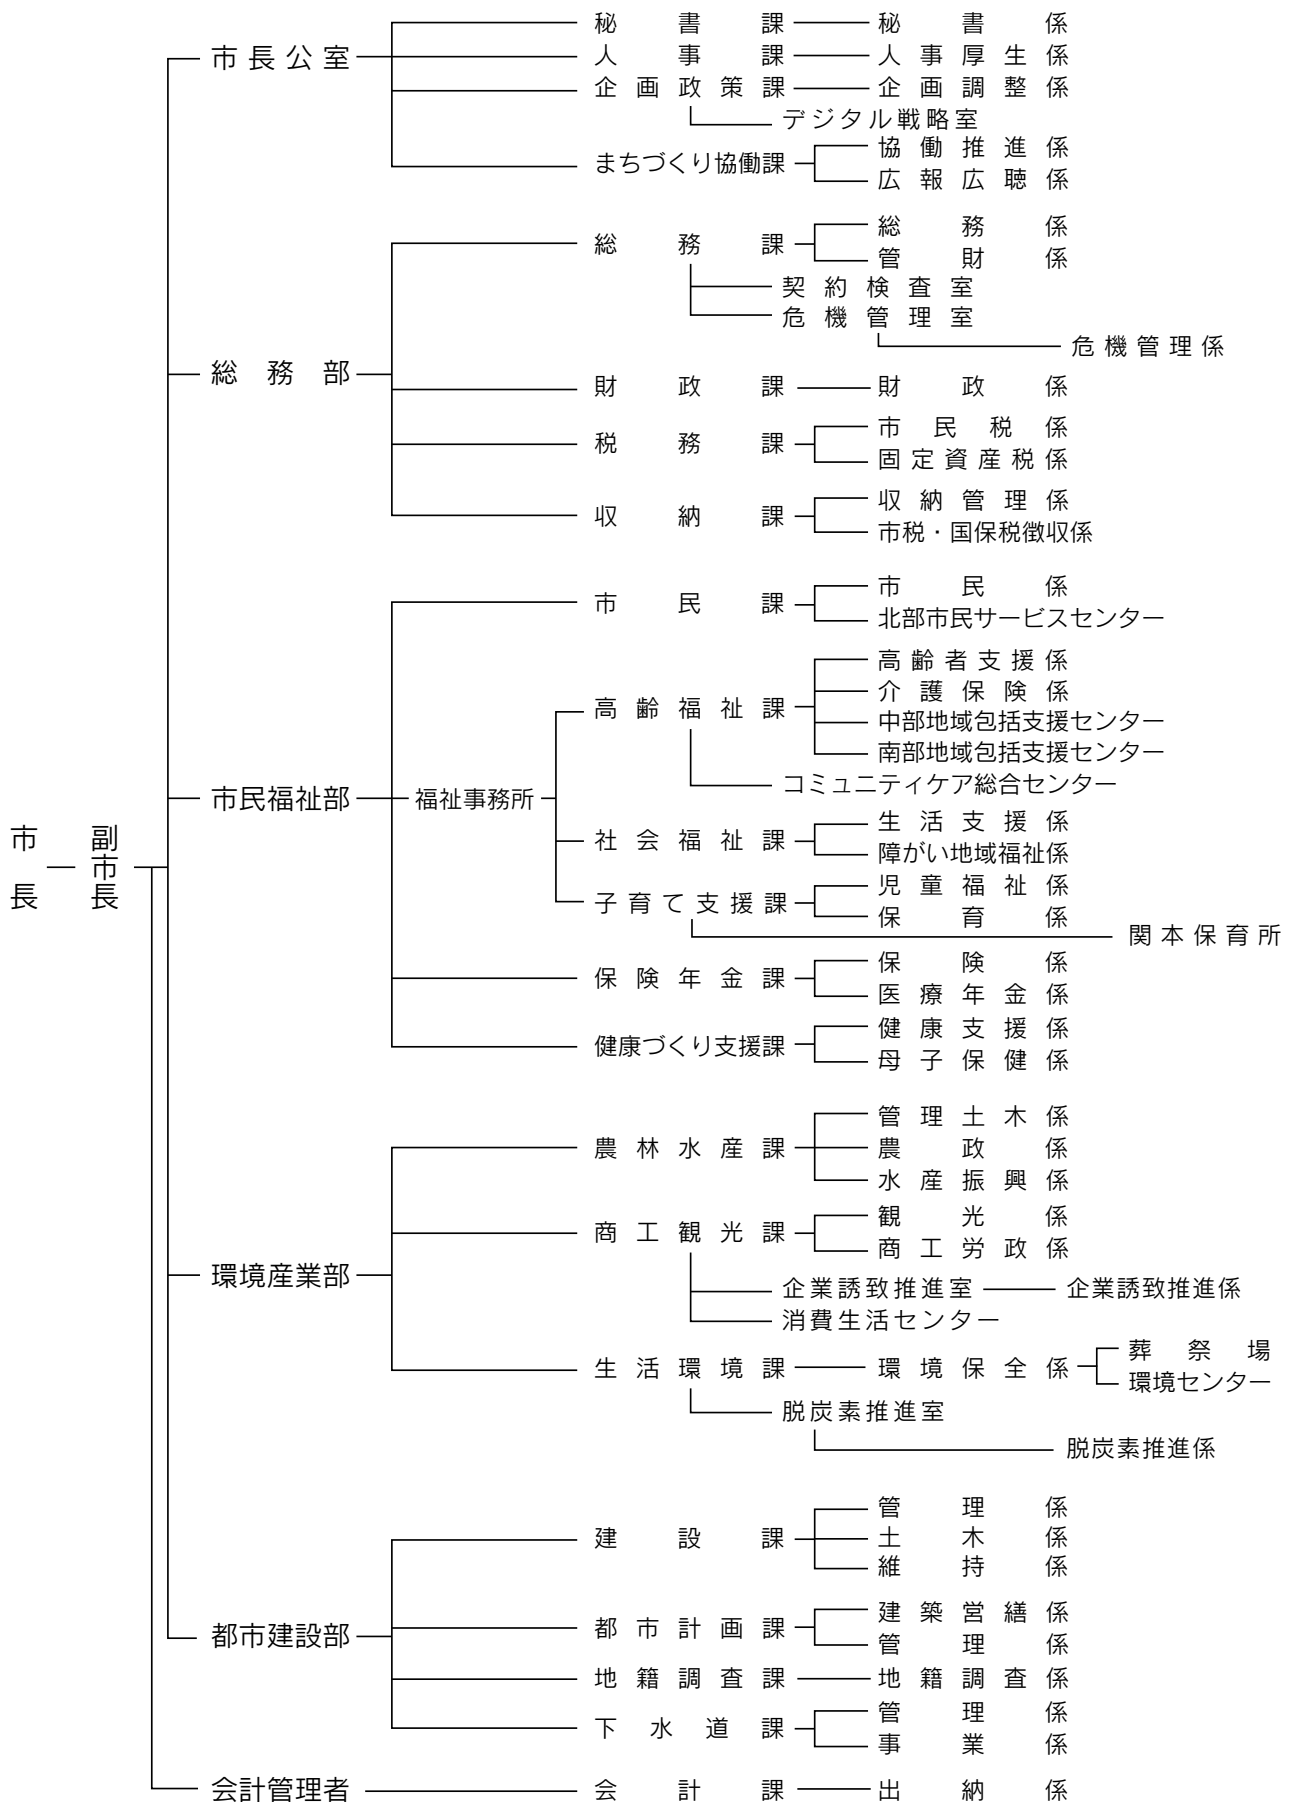 市長
副市長
市長公室
秘書課
秘書係
人事課
人事厚生係
企画政策課
企画調整係
デジタル戦略室
まちづくり協働課
協働推進係
広報広聴係
総務部
総務課
総務係
管財係
契約検査室
危機管理室
危機管理係
財政課
財政係
税務課
市民税係
固定資産税係
収納課
収納管理係
市税・国保税徴収係
市民福祉部
市民課
市民係
北部市民サービスセンター
福祉事務所
高齢福祉課
高齢者支援係
介護保険係
中部地域包括支援センター
南部地域包括支援センター
コミュニティケア総合センター
社会福祉課
生活支援係
障がい地域福祉係
子育て支援課
児童福祉係
保育係
関本保育所
保険年金課
保険係
医療年金係
健康づくり支援課
健康支援係
母子保健係
環境産業部
農林水産課
管理土木係
農政係
水産振興係
商工観光課
観光係
商工労政係
企業誘致推進室
企業誘致推進係
消費生活センター
生活環境課
環境保全係
葬祭場
環境センター
脱炭素推進室
脱炭素推進係
都市建設部
建設課
管理係
土木係
維持係
都市計画課
建築営繕係
管理係
地籍調査課
地籍調査係
下水道課
管理係
事業係
会計管理者
会計課
出納係